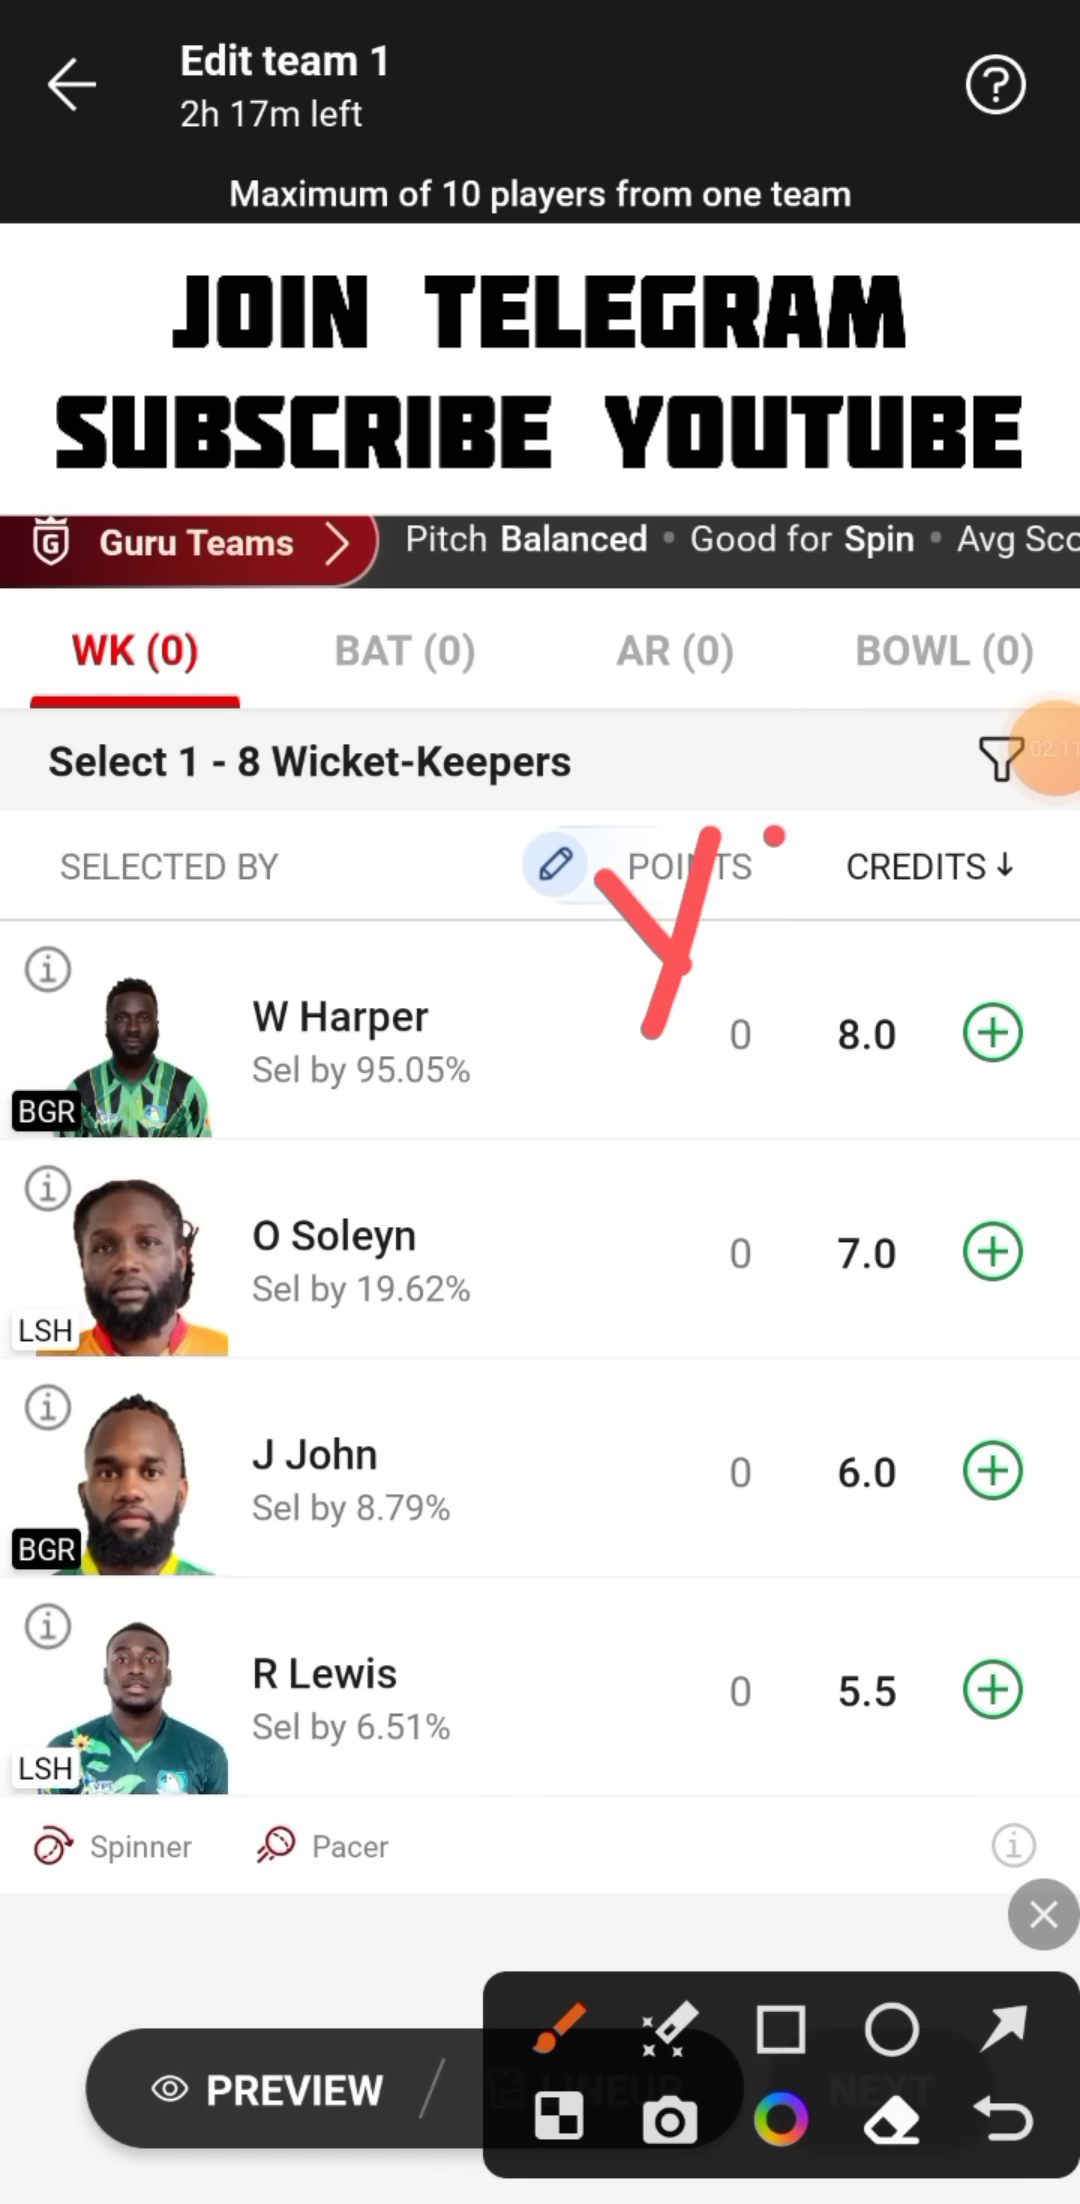 Edit team 1
2h 17m left
Maximum of 10 players from one team
JOIN TELEGRAM
SUBSCRIBE YOUTUBE
G Guru Teams Pitch Balanced • Good for Spin • Avg Sco
WK (0) BAT (0) AR (0) BOWL (0)
Select 1 - 8 Wicket-Keepers
02:11
SELECTED BY POINTS CREDITS ↓
Y
W Harper
Sel by 95.05%
0 8.0
BGR
O Soleyn
Sel by 19.62%
0 7.0
LSH
J John
Sel by 8.79%
0 6.0
BGR
R Lewis
Sel by 6.51%
0 5.5
LSH
Spinner Pacer
PREVIEW / LINEUP NEXT